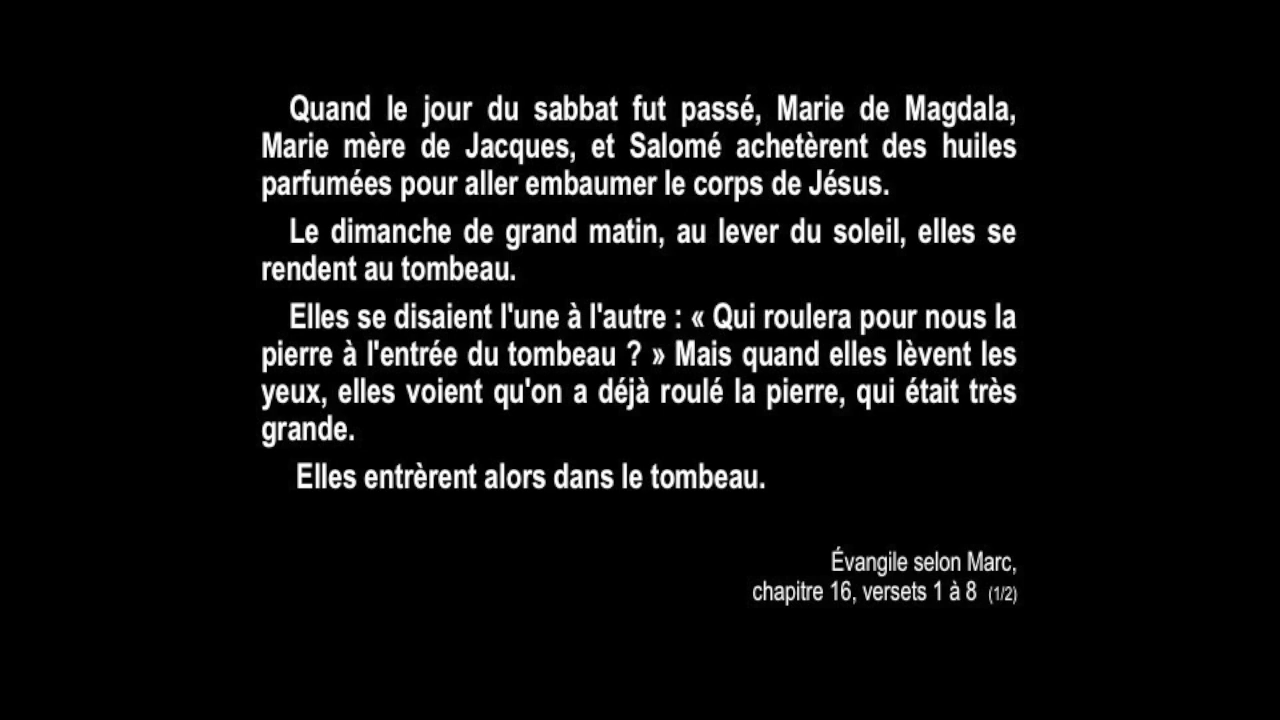 Quand le jour du sabbat fut passé, Marie de Magdala,
Marie mère de Jacques, et Salomé achetèrent des huiles
parfumées pour aller embaumer le corps de Jésus.
Le dimanche de grand matin, au lever du soleil, elles se
rendent au tombeau.
Elles se disaient l'une à l'autre : « Qui roulera pour nous la
pierre à l'entrée du tombeau ? » Mais quand elles lèvent les
yeux, elles voient qu'on a déjà roulé la pierre, qui était très
grande.
Elles entrèrent alors dans le tombeau.
Évangile selon Marc,
chapitre 16, versets 1 à 8 (1/2)